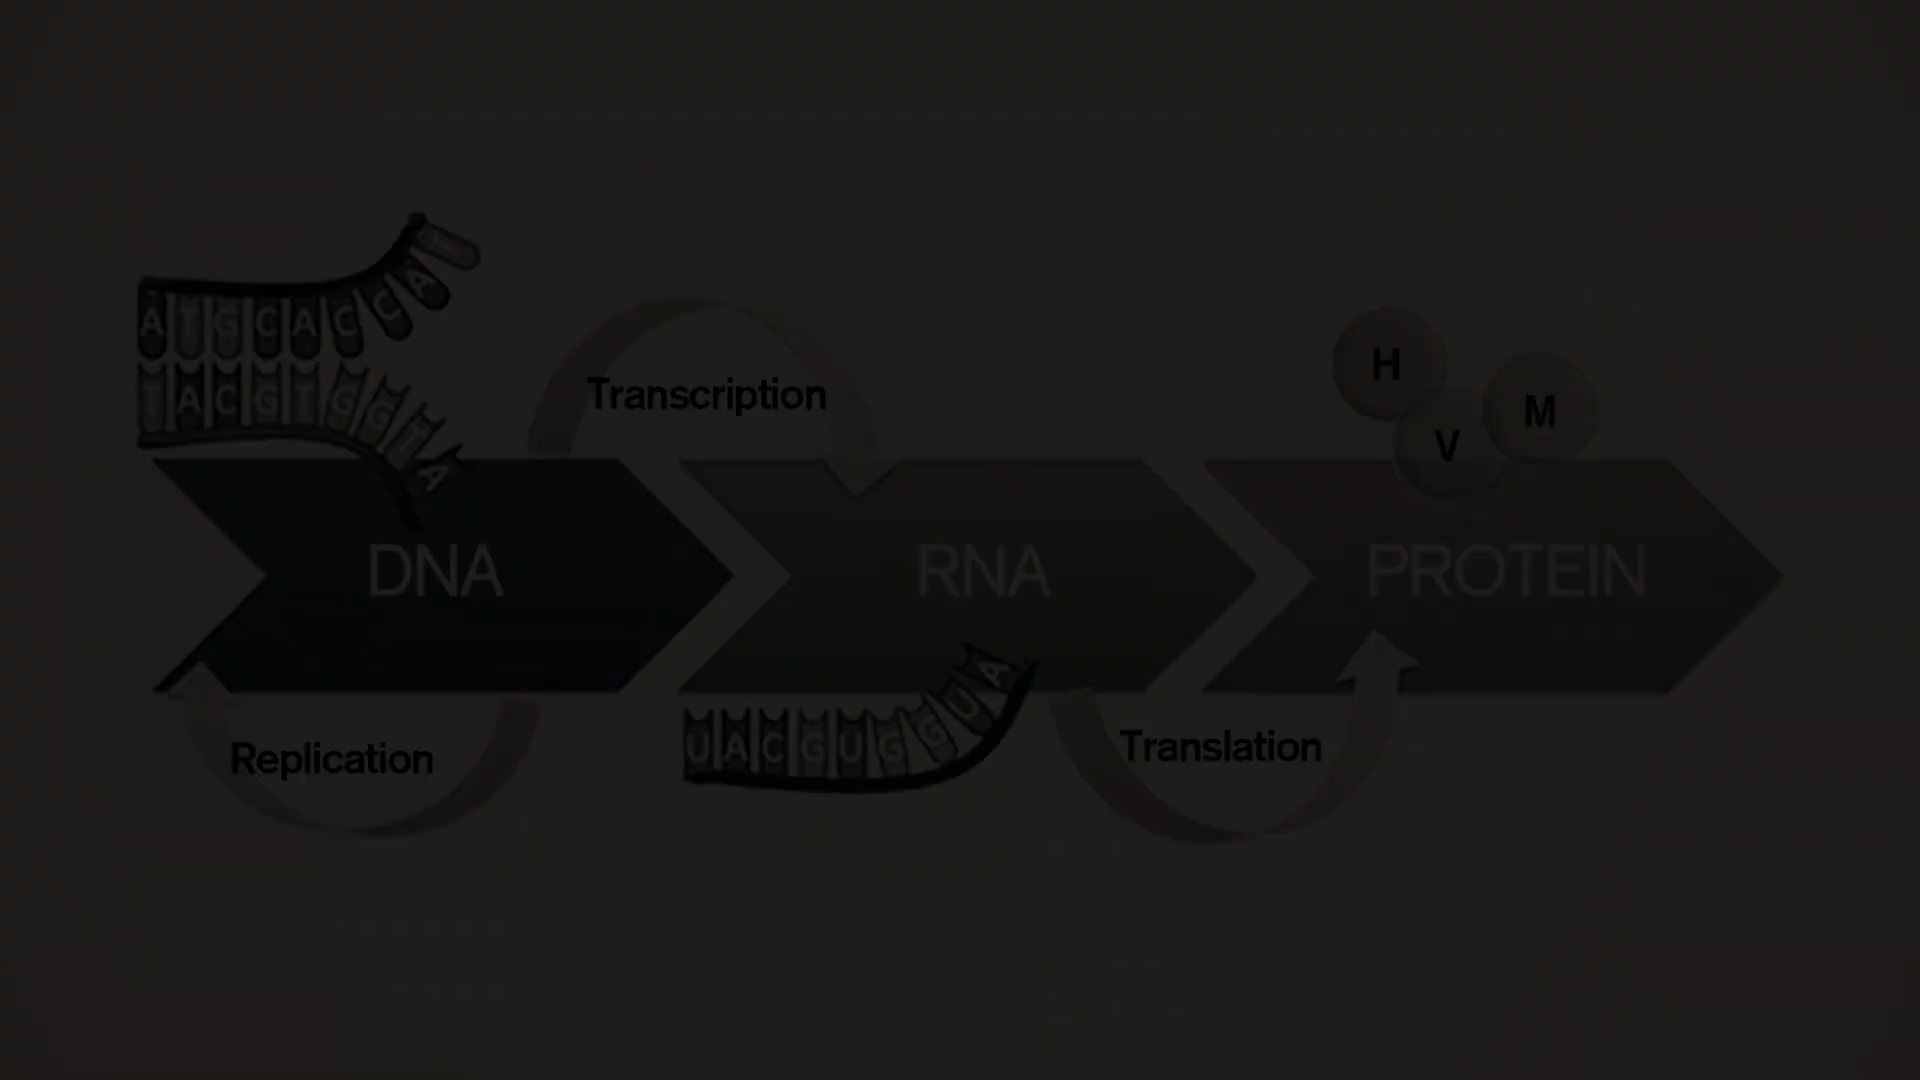 T
ATGCACCA
TACGTGGTA
Transcription
H
M
V
DNA
RNA
PROTEIN
UACGUGGUA
Replication
Translation